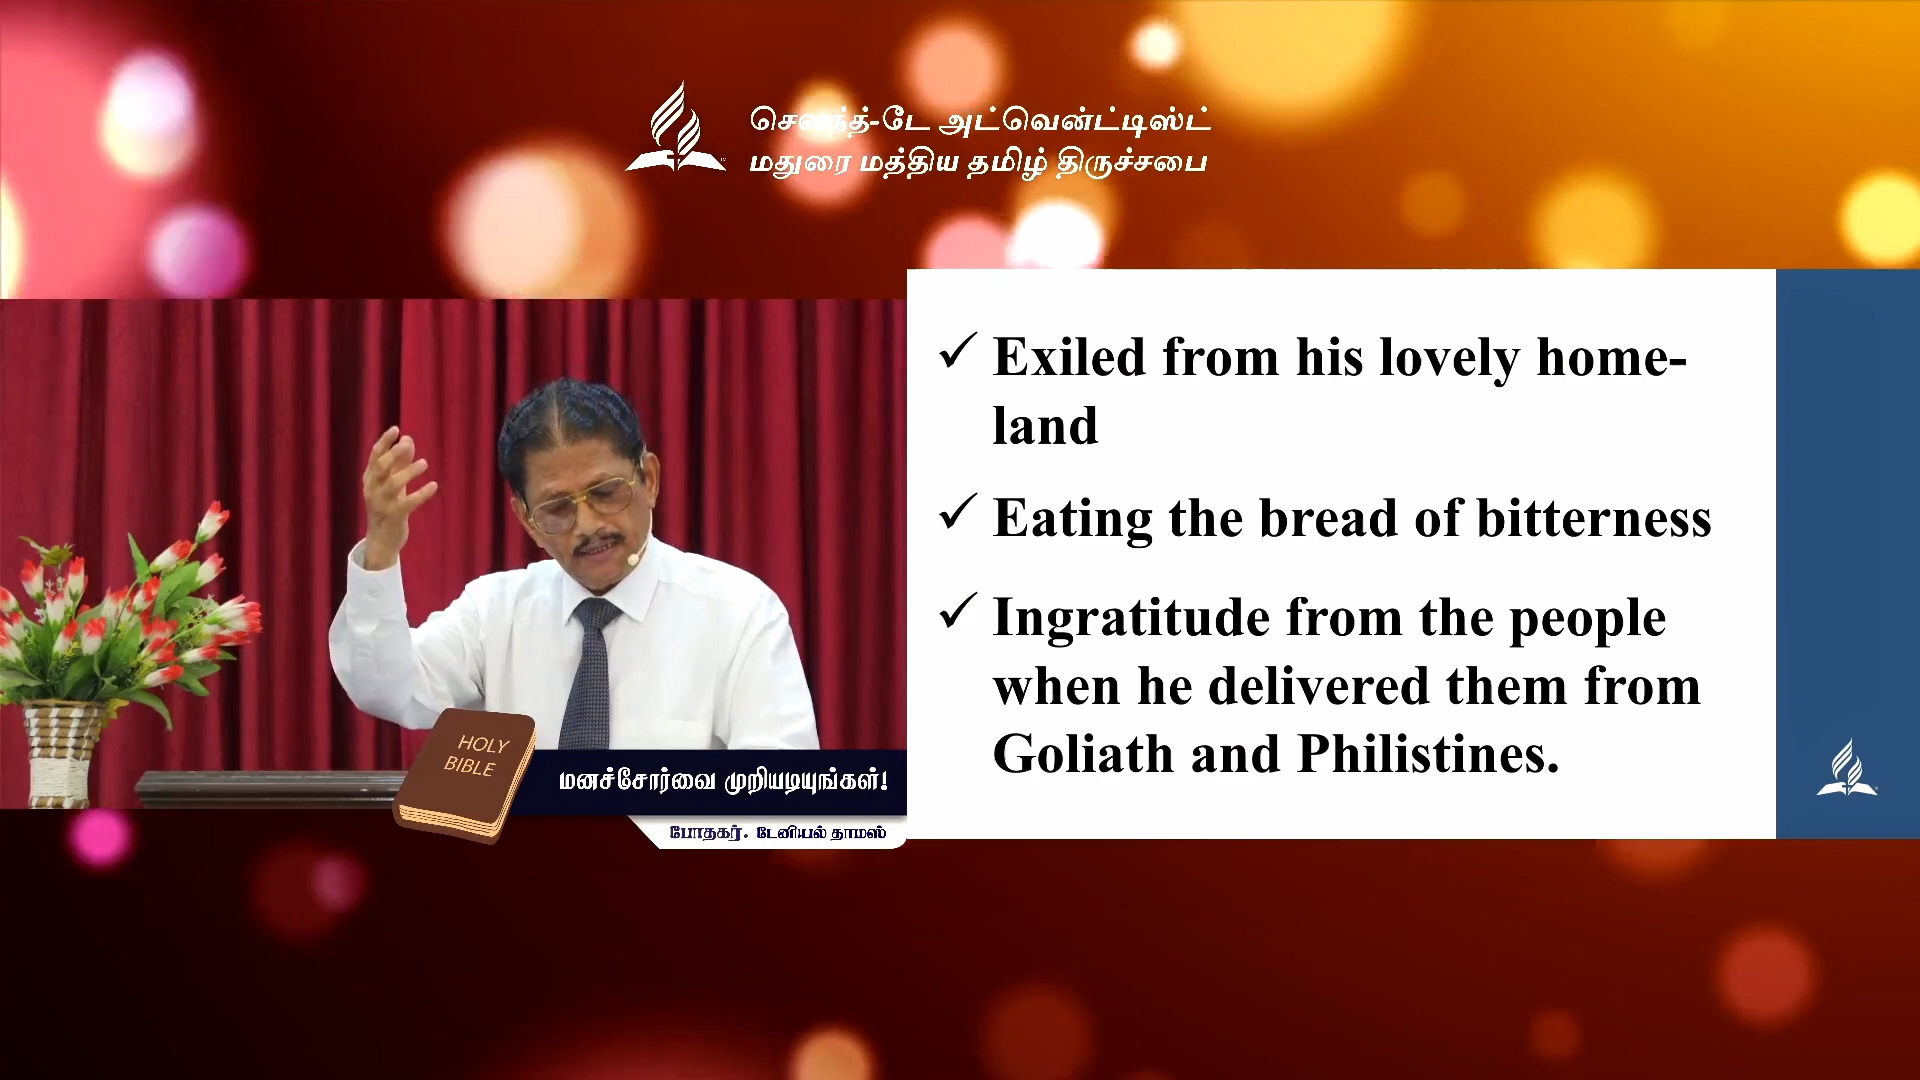 செவந்த்-டே அட்வென்ட்டிஸ்ட்
மதுரை மத்திய தமிழ் திருச்சபை
✓ Exiled from his lovely home-
land
✓ Eating the bread of bitterness
✓ Ingratitude from the people
when he delivered them from
Goliath and Philistines.
HOLY
BIBLE
மனச்சோர்வை முறியடியுங்கள்!
போதகர். டேனியல் தாமஸ்